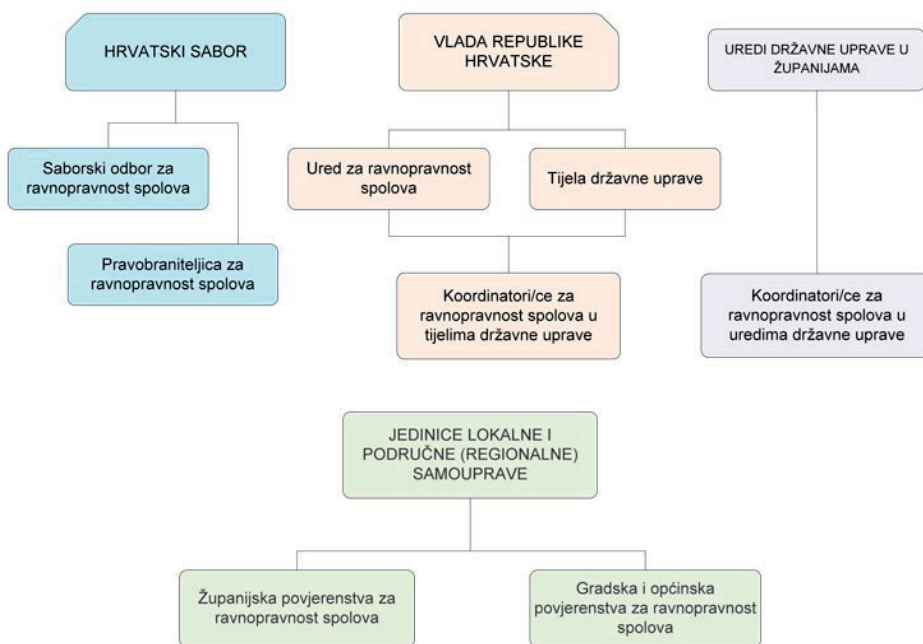 HRVATSKI SABOR
VLADA REPUBLIKE
HRVATSKE
UREDI DRŽAVNE UPRAVE U
ŽUPANIJAMA
Saborski odbor za
ravnopravnost spolova
Ured za ravnopravnost
spolova
Tijela državne uprave
Pravobraniteljica za
ravnopravnost spolova
Koordinatori/ce za
ravnopravnost spolova u
tijelima državne uprave
Koordinatori/ce za
ravnopravnost spolova u
uredima državne uprave
JEDINICE LOKALNE I
PODRUČNE (REGIONALNE)
SAMOUPRAVE
Županijska povjerenstva za
ravnopravnost spolova
Gradska i općinska
povjerenstva za ravnopravnost
spolova